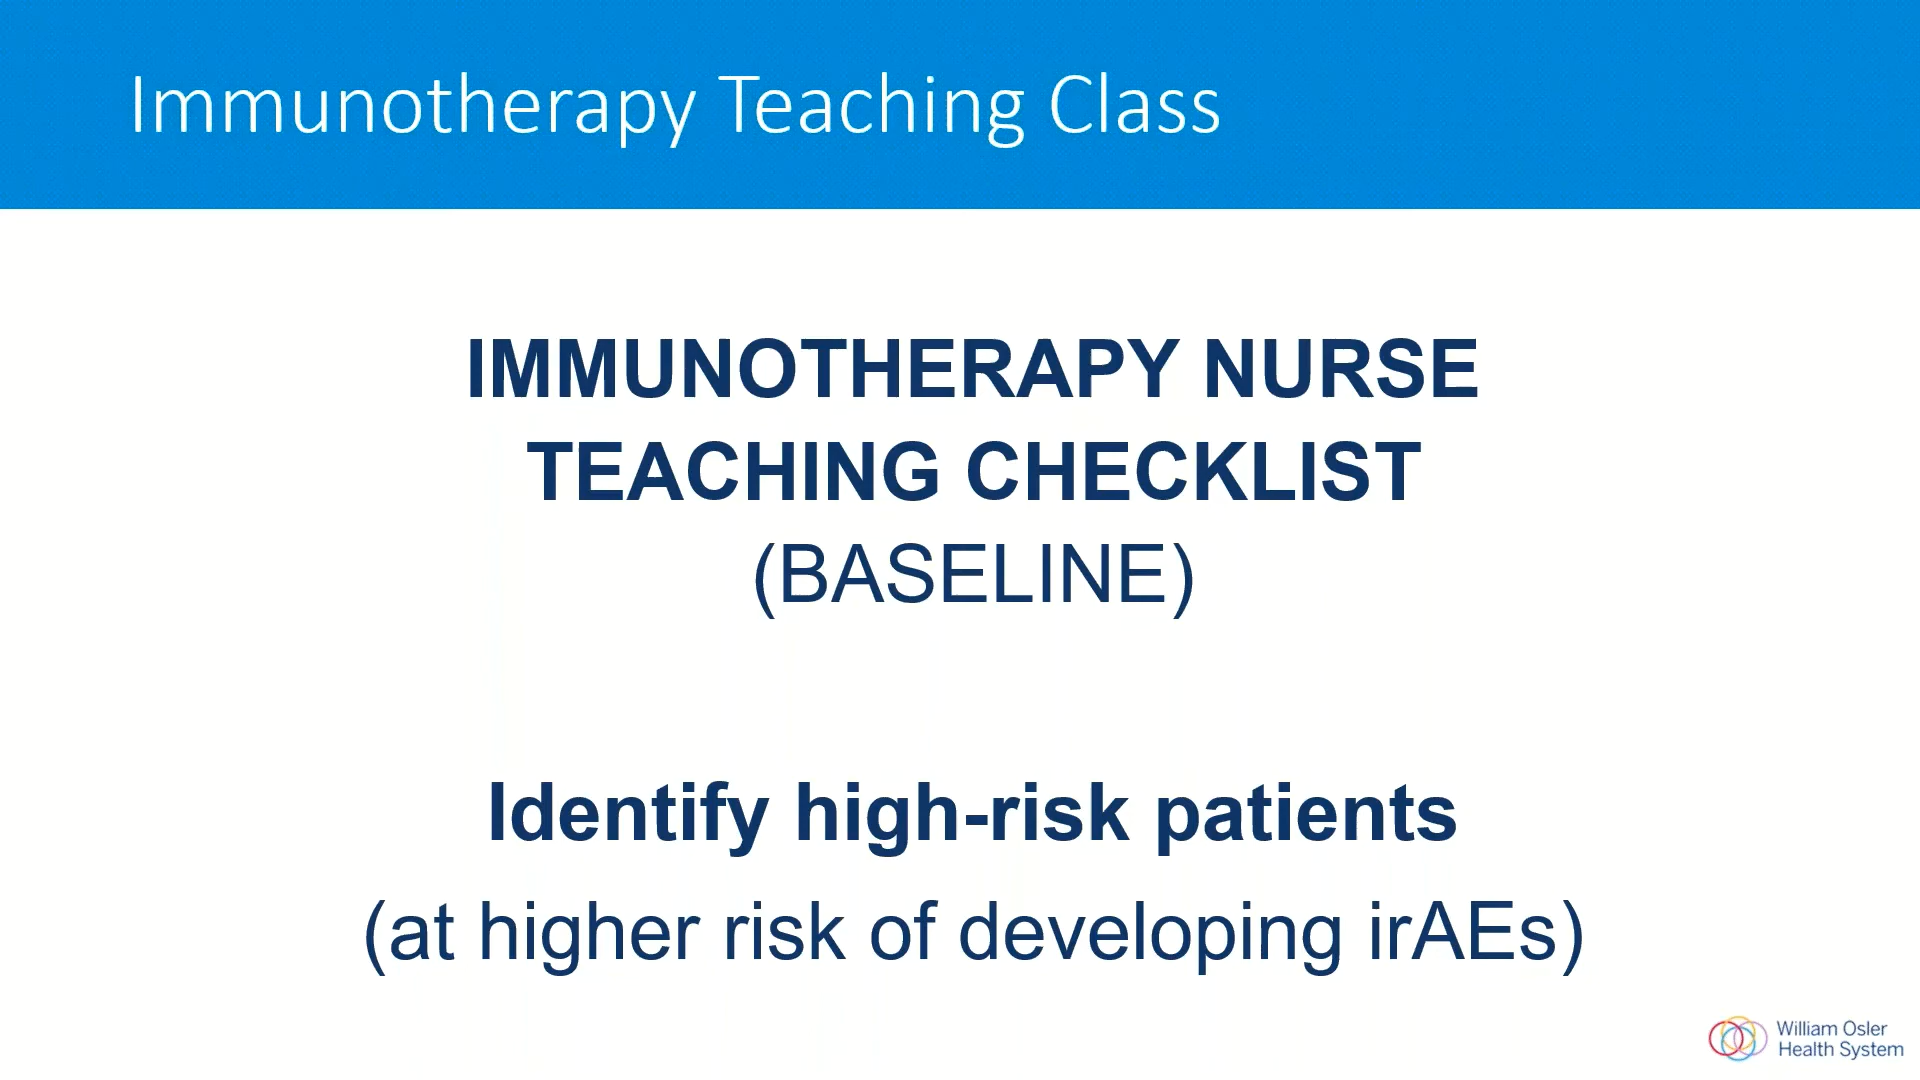 Immunotherapy Teaching Class
IMMUNOTHERAPY NURSE
TEACHING CHECKLIST
(BASELINE)
Identify high-risk patients
(at higher risk of developing irAEs)
William Osler
Health System